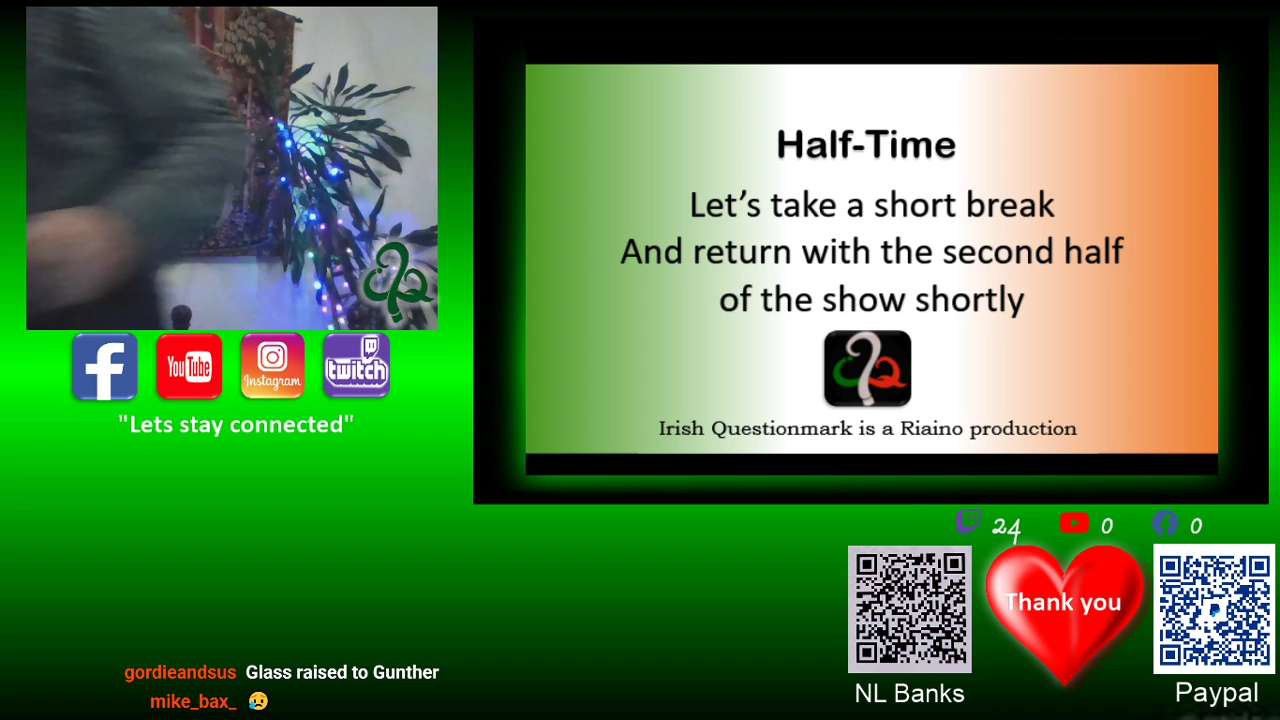 Half-Time
Let’s take a short break
And return with the second half
of the show shortly
Irish Questionmark is a Riaino production
You Tube
Instagram
twitch
"Lets stay connected"
24
0
0
Thank you
NL Banks
Paypal
gordieandsus Glass raised to Gunther
mike_bax_ 😥